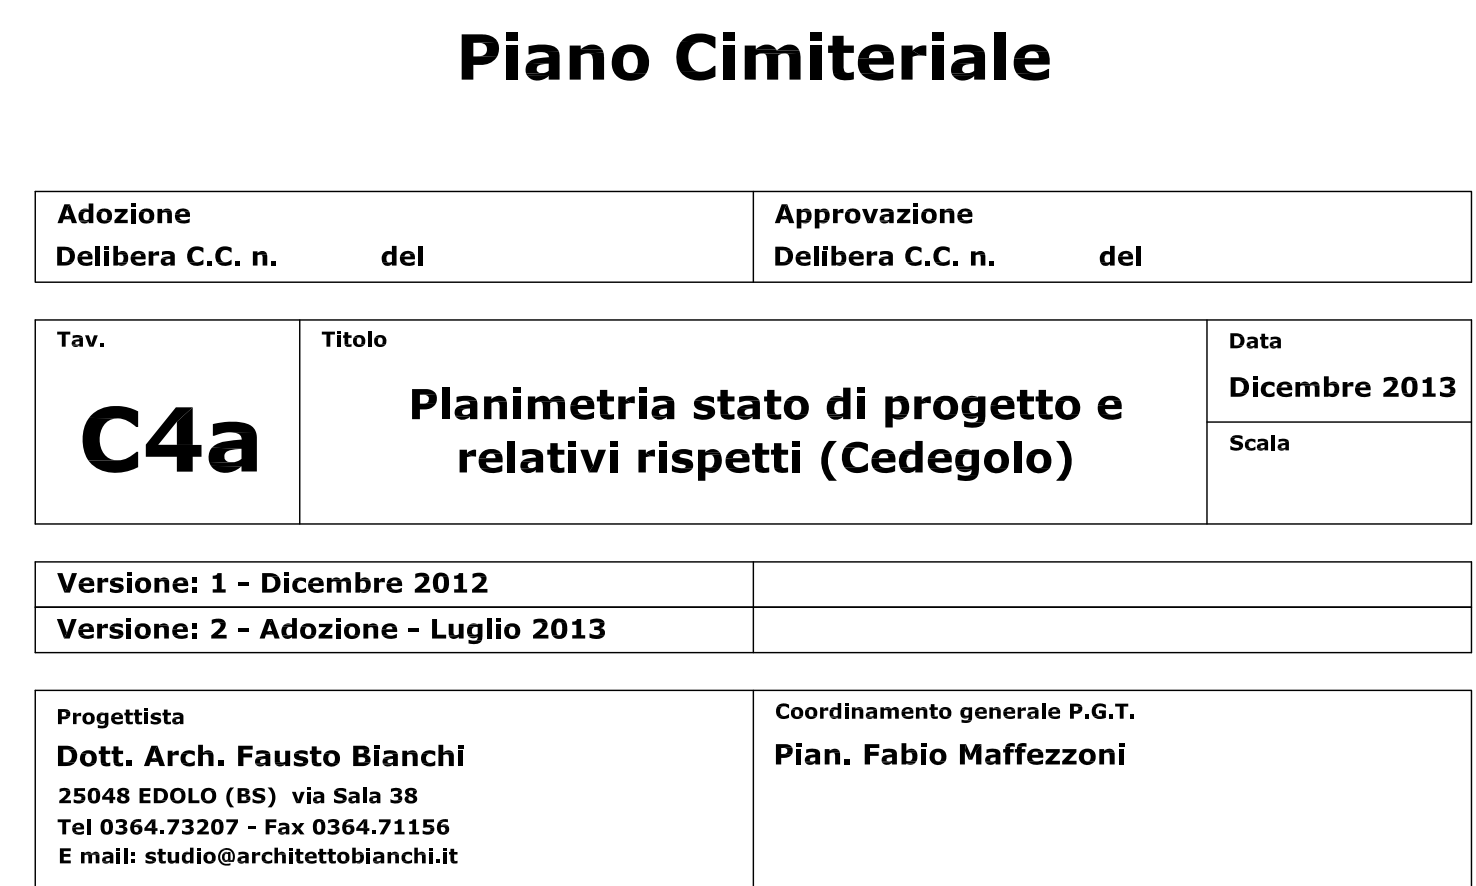 Piano Cimiteriale
Adozione
Delibera C.C. n. del
Approvazione
Delibera C.C. n. del
Tav.
C4a
Titolo
Planimetria stato di progetto e
relativi rispetti (Cedegolo)
Data
Dicembre 2013
Scala
Versione: 1 - Dicembre 2012
Versione: 2 - Adozione - Luglio 2013
Progettista
Dott. Arch. Fausto Bianchi
25048 EDOLO (BS) via Sala 38
Tel 0364.73207 - Fax 0364.71156
E mail: studio@architettobianchi.it
Coordinamento generale P.G.T.
Pian. Fabio Maffezzoni